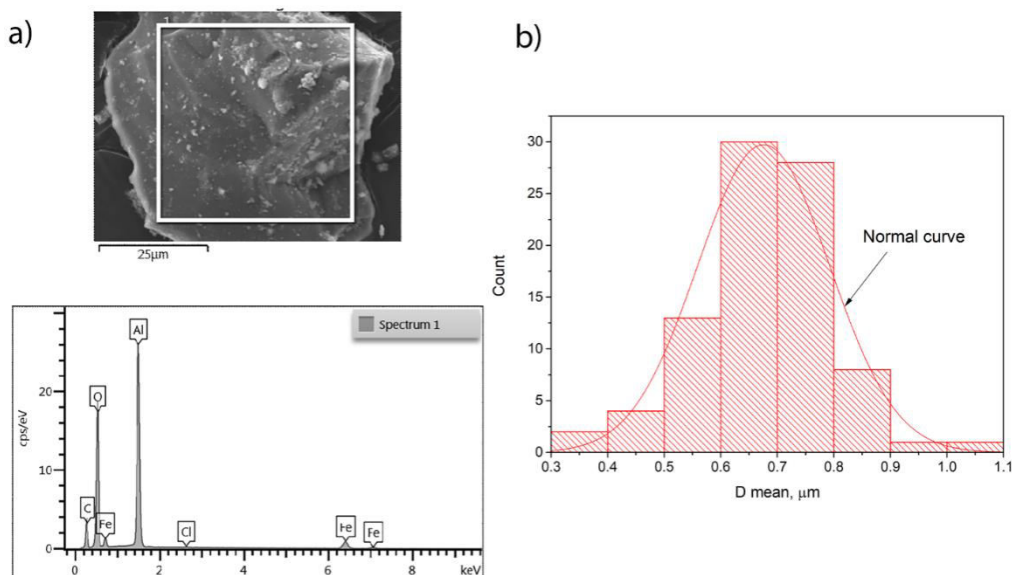 a)
1
25μm
Spectrum 1
Al
O
C
Fe
Cl
Fe
Fe
20
10
0
cps/eV
0 2 4 6 8 keV
b)
30
25
20
15
10
5
0
Count
Normal curve
0.3 0.4 0.5 0.6 0.7 0.8 0.9 1.0 1.1
D mean, μm